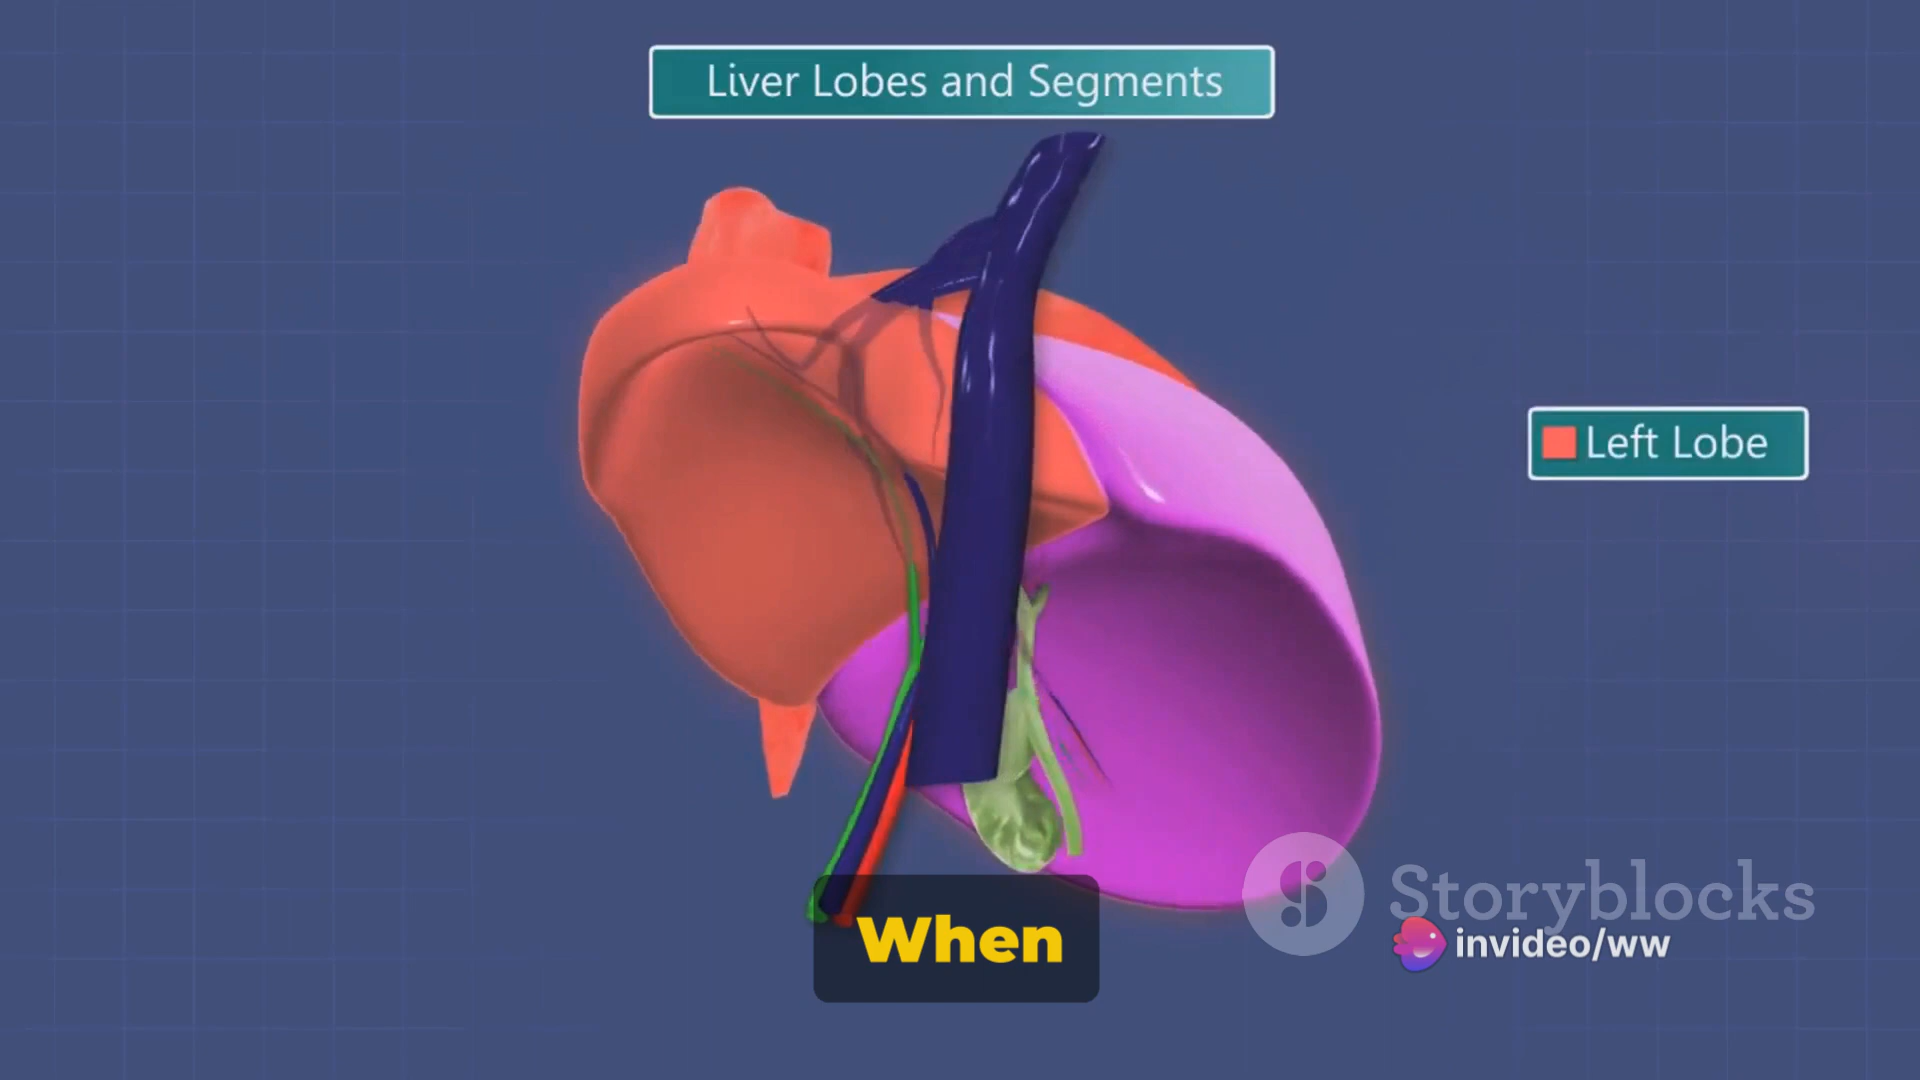 Liver Lobes and Segments
Left Lobe
Storyblocks
invideo/ww
When